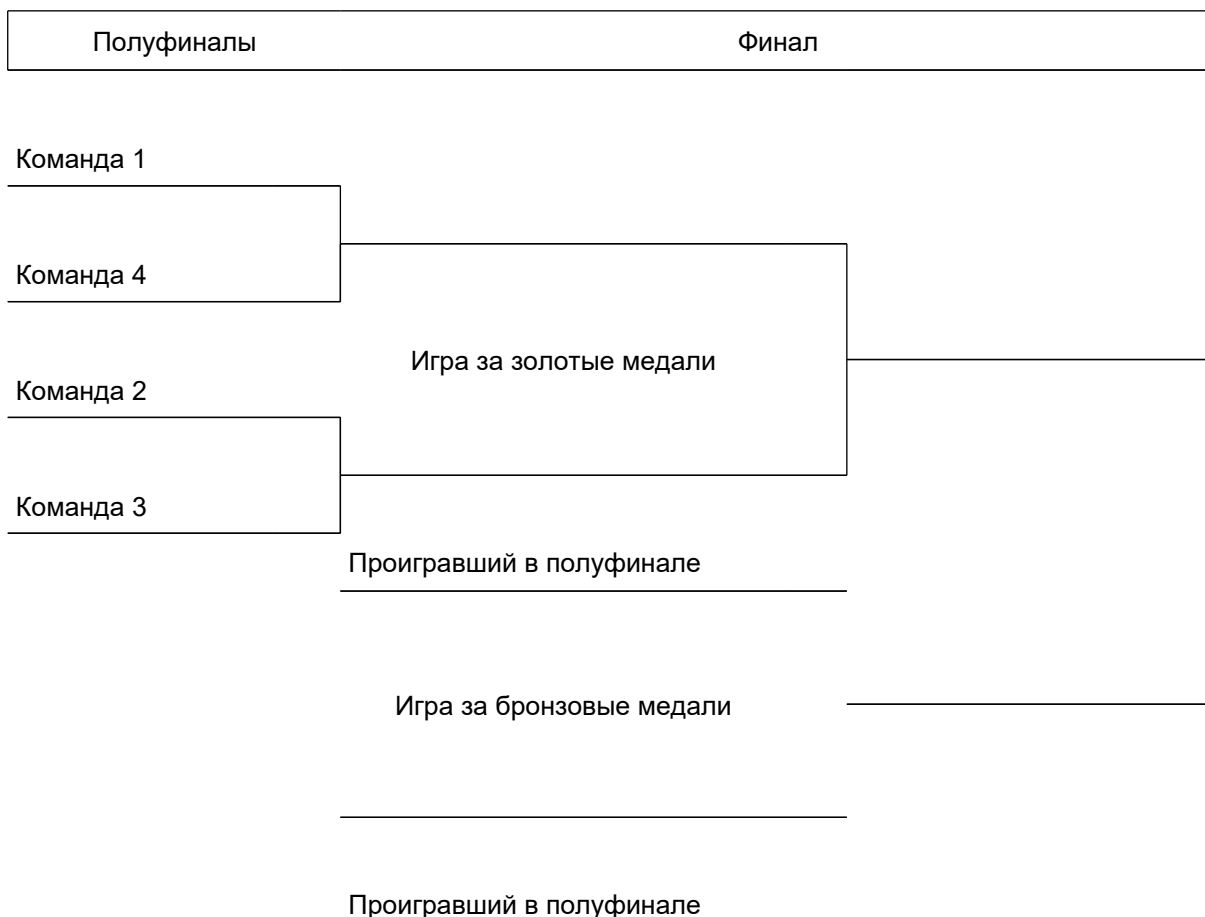 Полуфиналы
Финал
Команда 1
Команда 4
Игра за золотые медали
Команда 2
Команда 3
Проигравший в полуфинале
Игра за бронзовые медали
Проигравший в полуфинале